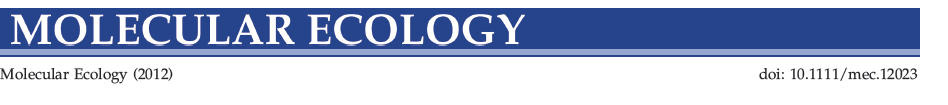 MOLECULAR ECOLOGY
Molecular Ecology (2012)
doi: 10.1111/mec.12023